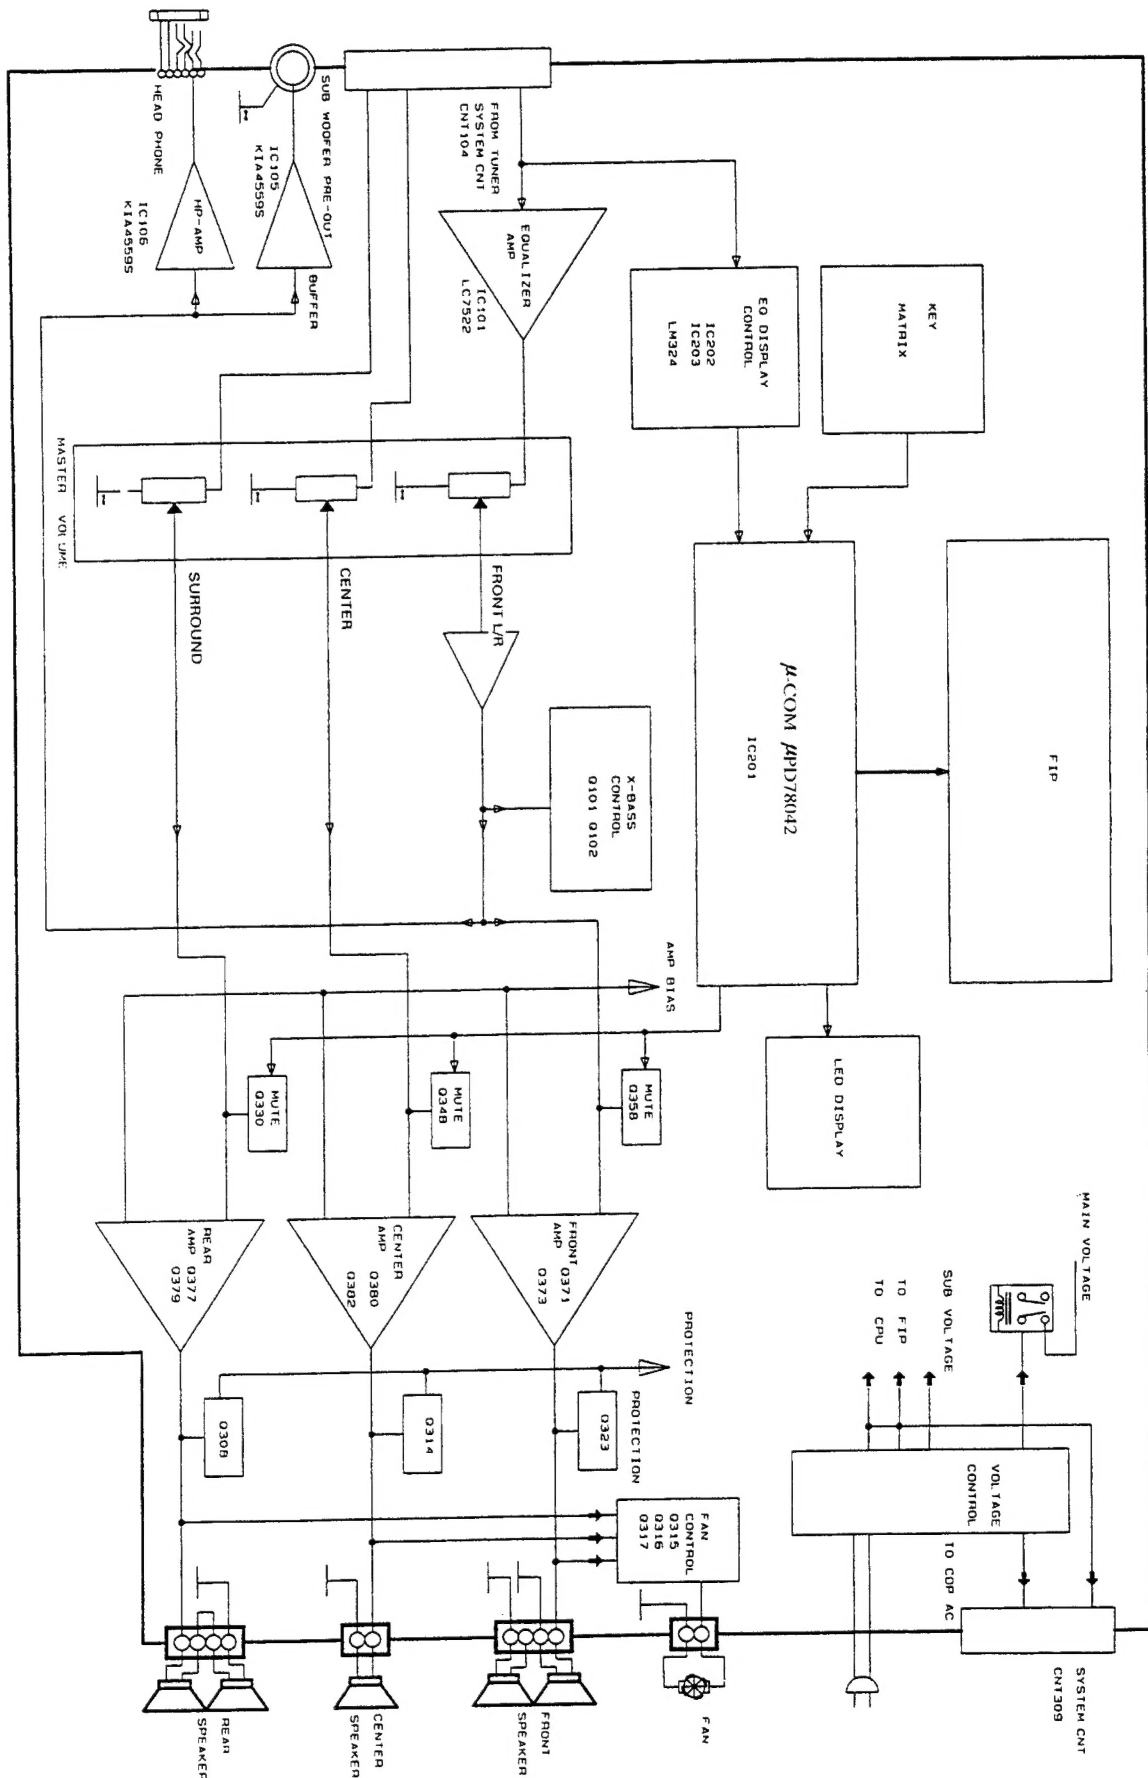 HEAD PHONE
HP-AMP
IC106
KIA4559S
SUB WOOFER PRE-OUT
IC105
KIA4559S
BUFFER
FROM TUNER
SYSTEM CNT
CNT104
EQUALIZER
AMP
IC101
LC7522
EQ DISPLAY
CONTROL
IC202
IC203
LM324
KEY
MATRIX
MASTER VOLUME
SURROUND
CENTER
FRONT L/R
X-BASS
CONTROL
Q101 Q102
μ-COM μPD78042
IC201
FIP
LED DISPLAY
AMP BIAS
MUTE
Q330
MUTE
Q348
MUTE
Q358
REAR
AMP Q377
Q379
CENTER
AMP Q380
Q382
FRONT
AMP Q371
Q373
PROTECTION
PROTECTION
Q308
Q314
Q323
FAN
CONTROL
Q315
Q316
Q317
MAIN VOLTAGE
SUB VOLTAGE
TO FIP
TO CPU
VOLTAGE
CONTROL
TO COP AC
SYSTEM CNT
CNT309
FAN
FRONT
SPEAKER
CENTER
SPEAKER
REAR
SPEAKER